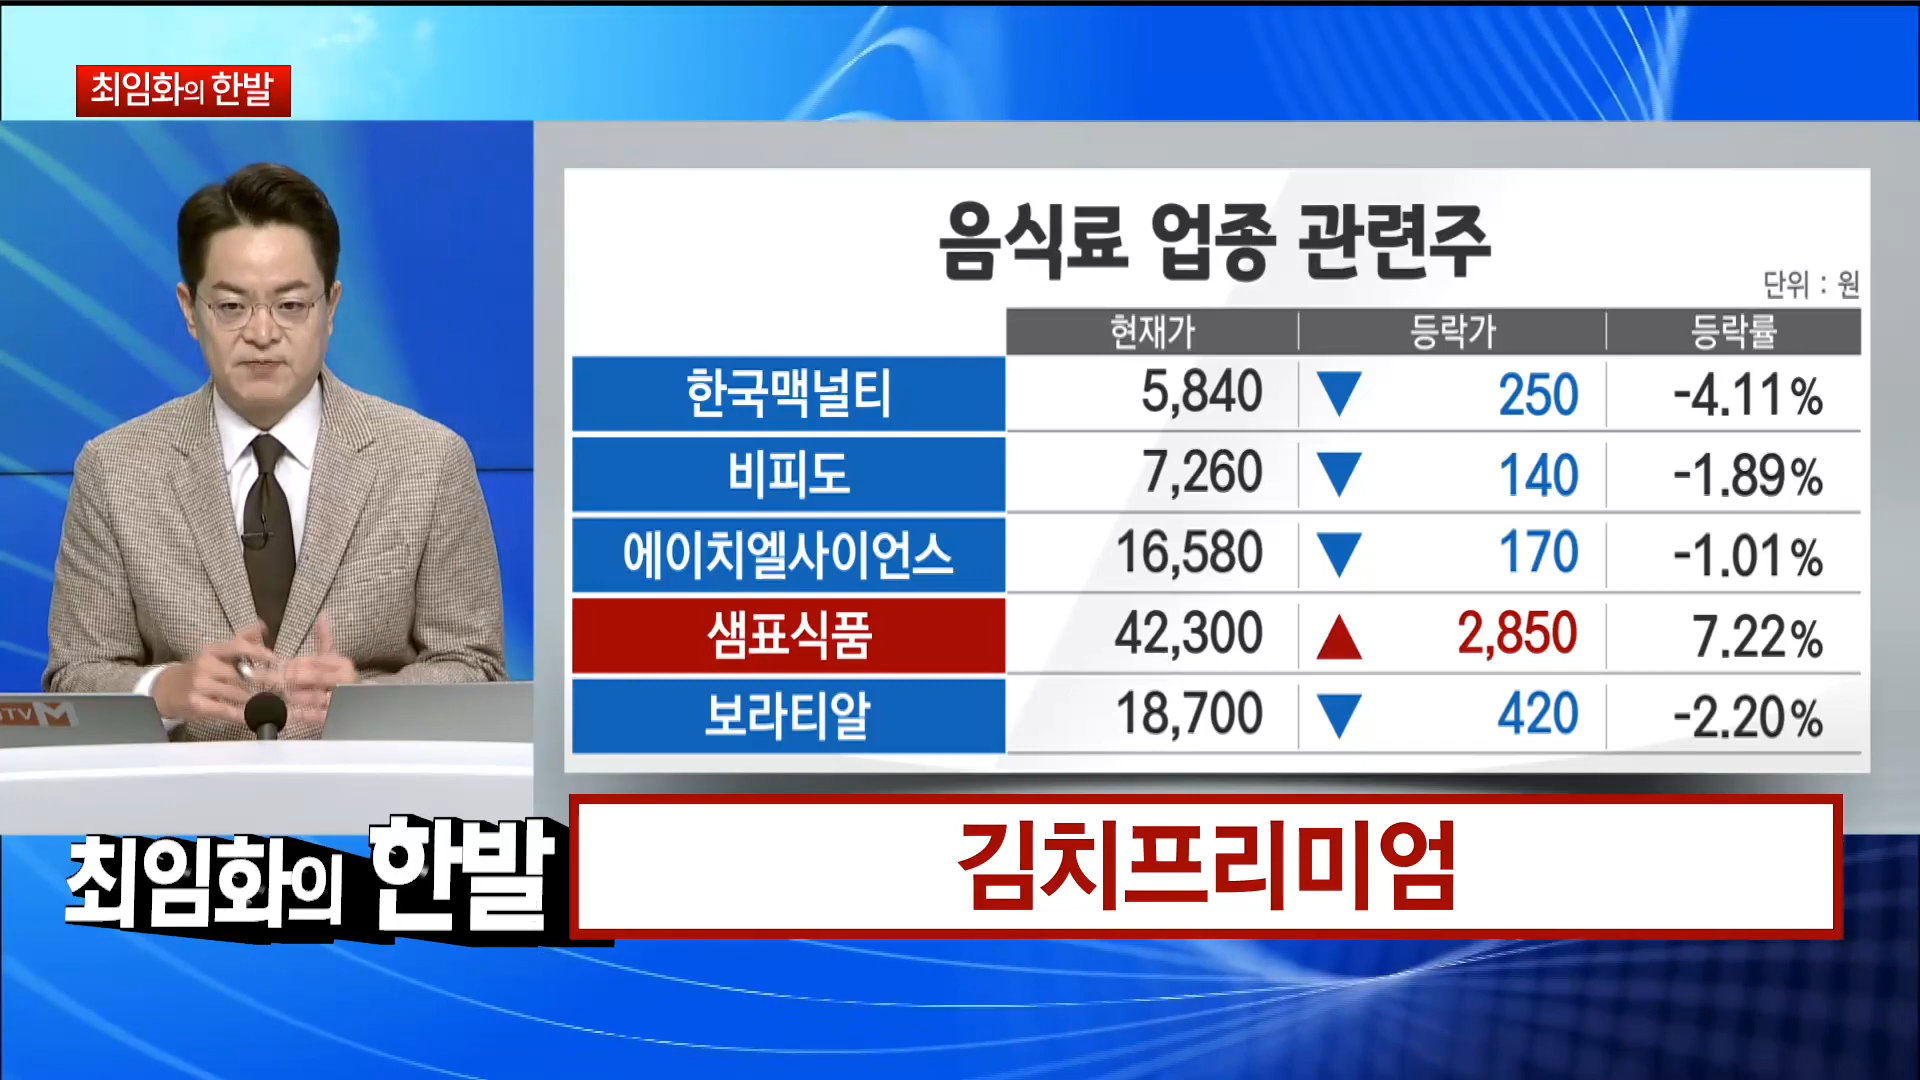 최임화의 한발
음식료 업종 관련주
단위 : 원
현재가 등락가 등락률
한국맥널티 5,840 ▼ 250 -4.11%
비피도 7,260 ▼ 140 -1.89%
에이치엘사이언스 16,580 ▼ 170 -1.01%
샘표식품 42,300 ▲ 2,850 7.22%
보라티알 18,700 ▼ 420 -2.20%
TV M
최임화의 한발
김치프리미엄